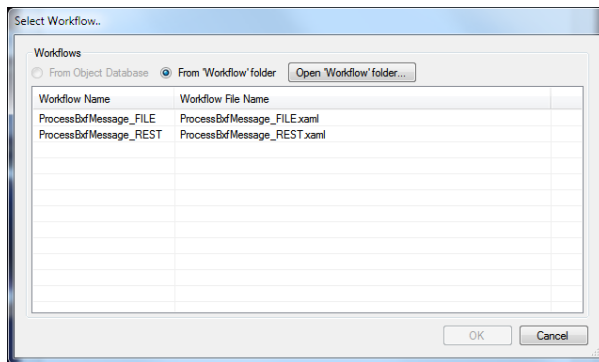 Select Workflow..
Workflows
From Object Database From 'Workflow' folder Open 'Workflow' folder...
Workflow Name Workflow File Name
ProcessBxfMessage_FILE ProcessBxfMessage_FILE.xaml
ProcessBxfMessage_REST ProcessBxfMessage_REST.xaml
OK Cancel